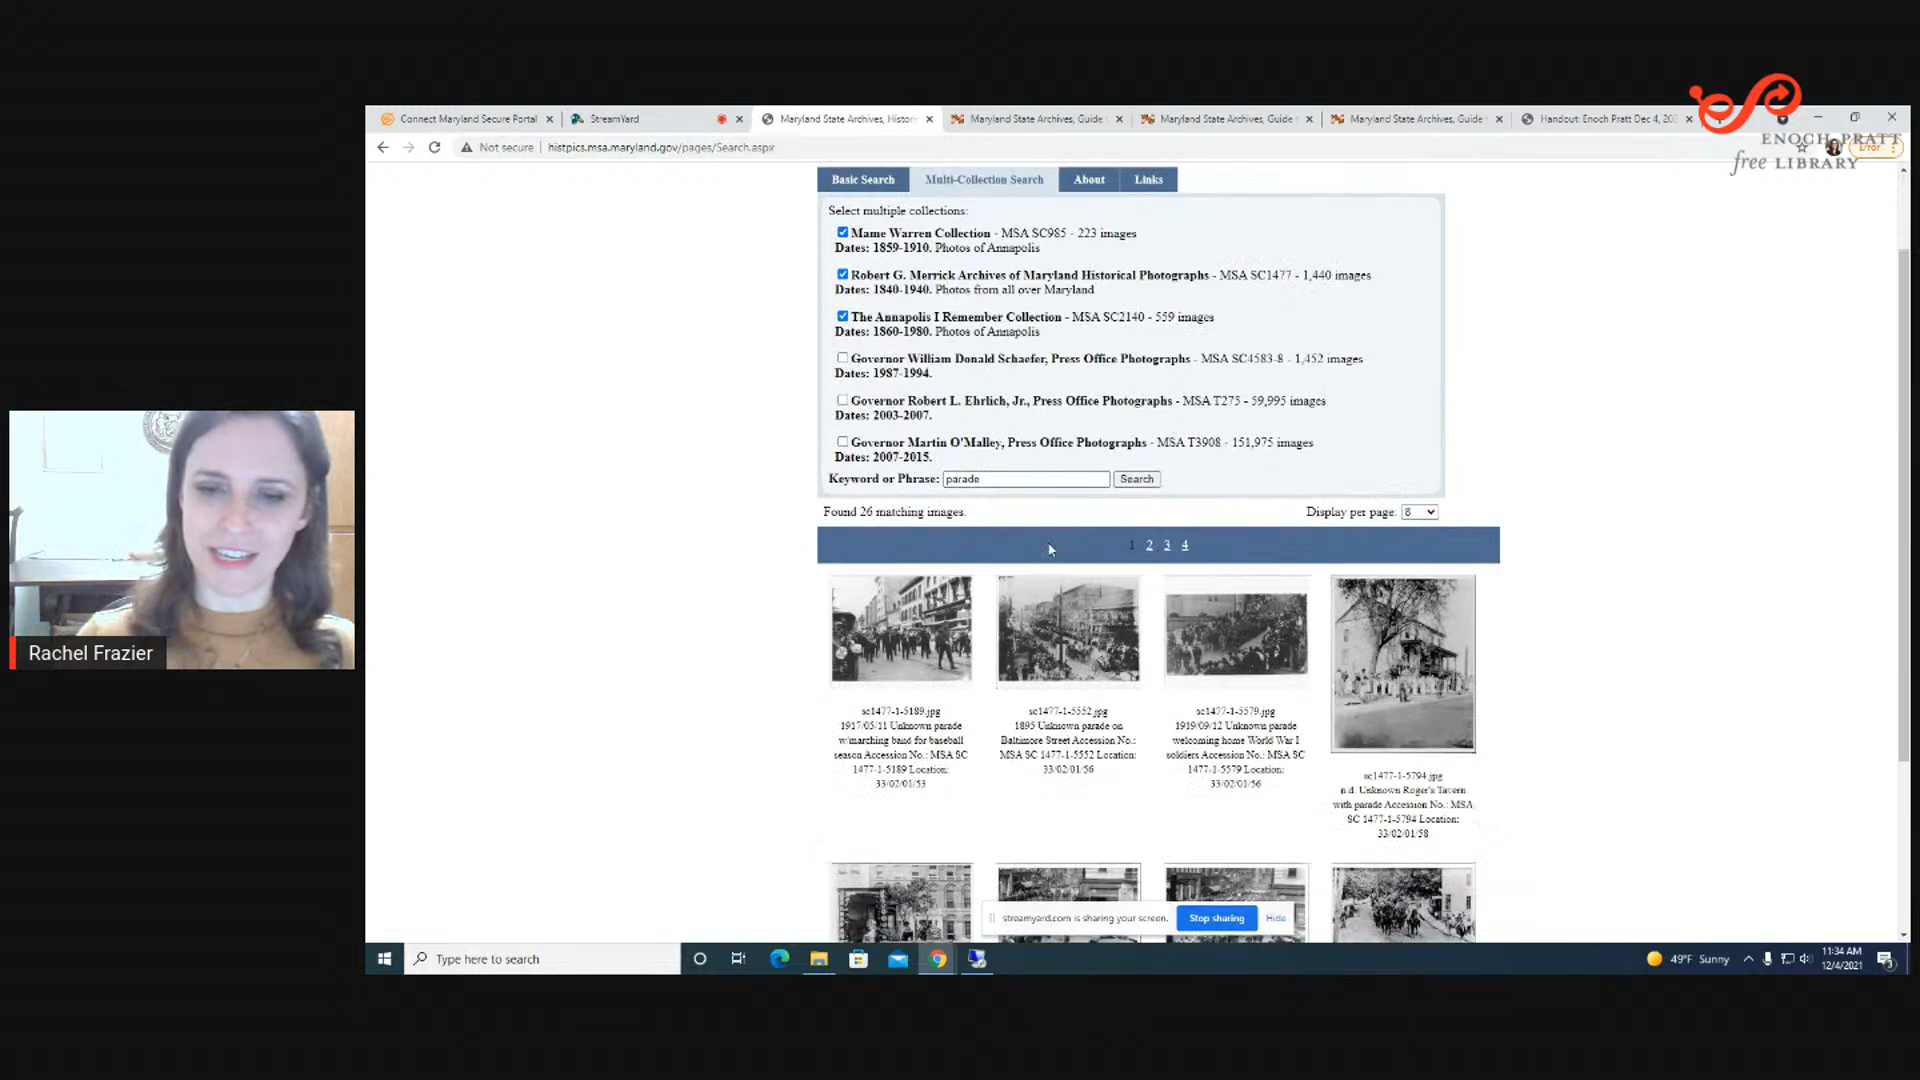 Connect Maryland Secure Portal
StreamYard
Maryland State Archives, Histori
Maryland State Archives, Guide
Maryland State Archives, Guide
Maryland State Archives, Guide
Handout: Enoch Pratt Dec 4, 202
ENOCH PRATT
free LIBRARY
Not secure
histpics.msa.maryland.gov/pages/Search.aspx
Error
Basic Search
Multi-Collection Search
About
Links
Select multiple collections:
Mame Warren Collection - MSA SC985 - 223 images
Dates: 1859-1910. Photos of Annapolis
Robert G. Merrick Archives of Maryland Historical Photographs - MSA SC1477 - 1,440 images
Dates: 1840-1940. Photos from all over Maryland
The Annapolis I Remember Collection - MSA SC2140 - 559 images
Dates: 1860-1980. Photos of Annapolis
Governor William Donald Schaefer, Press Office Photographs - MSA SC4583-8 - 1,452 images
Dates: 1987-1994.
Governor Robert L. Ehrlich, Jr., Press Office Photographs - MSA T275 - 59,995 images
Dates: 2003-2007.
Governor Martin O'Malley, Press Office Photographs - MSA T3908 - 151,975 images
Dates: 2007-2015.
Keyword or Phrase: parade Search
Found 26 matching images.
Display per page: 8
1 2 3 4
sc1477-1-5189.jpg
1917/05/11 Unknown parade
w/marching band for baseball
season Accession No.: MSA SC
1477-1-5189 Location:
33/02/01/53
sc1477-1-5552.jpg
1895 Unknown parade on
Baltimore Street Accession No.:
MSA SC 1477-1-5552 Location:
33/02/01/56
sc1477-1-5579.jpg
1919/09/12 Unknown parade
welcoming home World War I
soldiers Accession No.: MSA SC
1477-1-5579 Location:
33/02/01/56
sc1477-1-5794.jpg
n.d. Unknown Roger's Tavern
with parade Accession No.: MSA
SC 1477-1-5794 Location:
33/02/01/58
Rachel Frazier
streamyard.com is sharing your screen.
Stop sharing
Hide
Type here to search
49°F Sunny
11:34 AM
12/4/2021
3